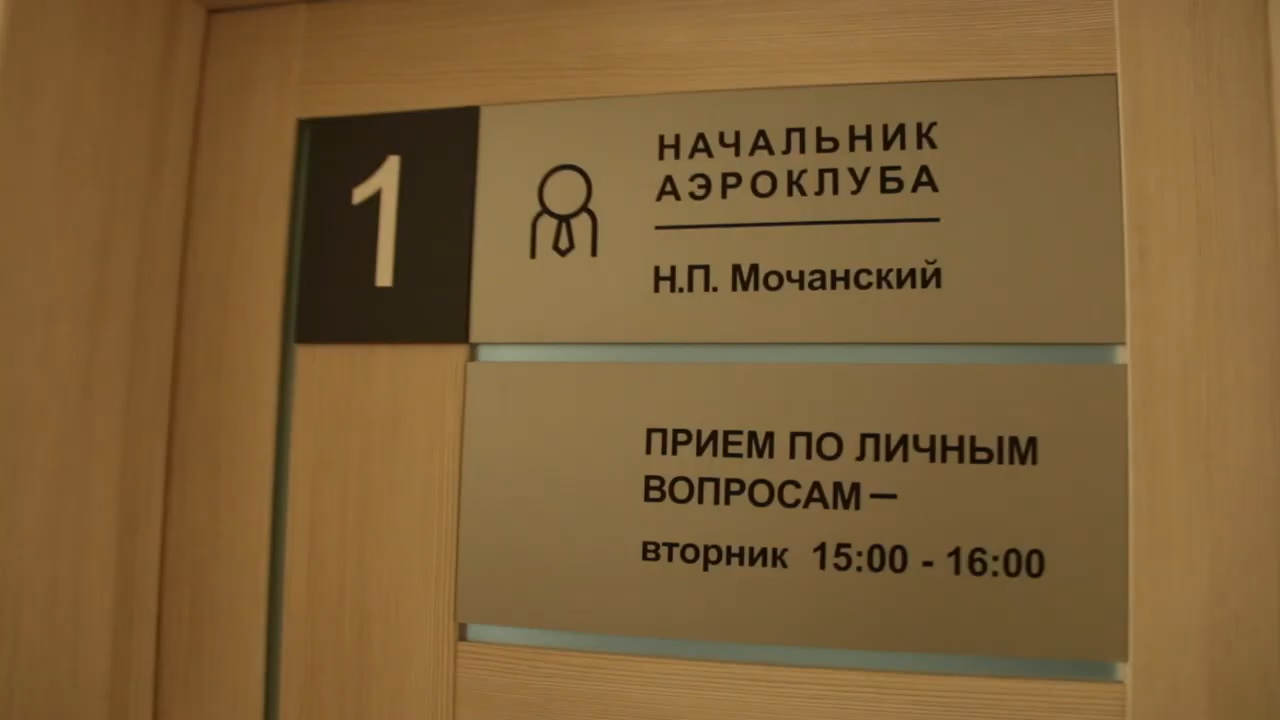 1
НАЧАЛЬНИК
АЭРОКЛУБА
Н.П. Мочанский
ПРИЕМ ПО ЛИЧНЫМ
ВОПРОСАМ –
вторник 15:00 - 16:00